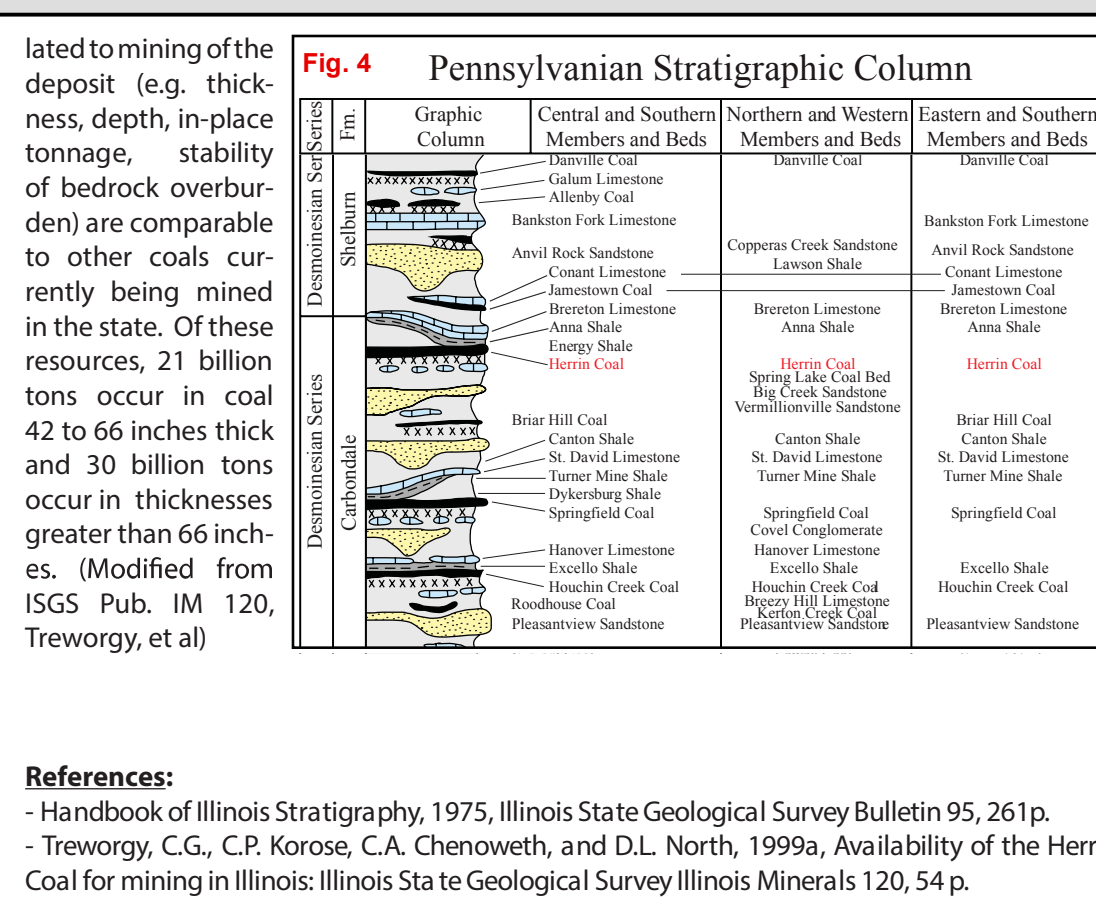 lated to mining of the
deposit (e.g. thick-
ness, depth, in-place
tonnage, stability
of bedrock overbur-
den) are comparable
to other coals cur-
rently being mined
in the state. Of these
resources, 21 billion
tons occur in coal
42 to 66 inches thick
and 30 billion tons
occur in thicknesses
greater than 66 inch-
es. (Modified from
ISGS Pub. IM 120,
Treworgy, et al)
Fig. 4
Pennsylvanian Stratigraphic Column
Series
Fm.
Graphic
Column
Central and Southern
Members and Beds
Northern and Western
Members and Beds
Eastern and Southern
Members and Beds
Desmoinesian Ser
Shelburn
Desmoinesian Series
Carbondale
Danville Coal
Galum Limestone
Allenby Coal
Bankston Fork Limestone
Anvil Rock Sandstone
Conant Limestone
Jamestown Coal
Brereton Limestone
Anna Shale
Energy Shale
Herrin Coal
Briar Hill Coal
Canton Shale
St. David Limestone
Turner Mine Shale
Dykersburg Shale
Springfield Coal
Hanover Limestone
Excello Shale
Houchin Creek Coal
Roodhouse Coal
Pleasantview Sandstone
Danville Coal
Copperas Creek Sandstone
Lawson Shale
Brereton Limestone
Anna Shale
Herrin Coal
Spring Lake Coal Bed
Big Creek Sandstone
Vermillionville Sandstone
Canton Shale
St. David Limestone
Turner Mine Shale
Springfield Coal
Covel Conglomerate
Hanover Limestone
Excello Shale
Houchin Creek Coal
Breezy Hill Limestone
Kerton Creek Coal
Pleasantview Sandstone
Danville Coal
Bankston Fork Limestone
Anvil Rock Sandstone
Conant Limestone
Jamestown Coal
Brereton Limestone
Anna Shale
Herrin Coal
Briar Hill Coal
Canton Shale
St. David Limestone
Turner Mine Shale
Springfield Coal
Excello Shale
Houchin Creek Coal
Pleasantview Sandstone
References:
- Handbook of Illinois Stratigraphy, 1975, Illinois State Geological Survey Bulletin 95, 261p.
- Treworgy, C.G., C.P. Korose, C.A. Chenoweth, and D.L. North, 1999a, Availability of the Herr
Coal for mining in Illinois: Illinois State Geological Survey Illinois Minerals 120, 54 p.